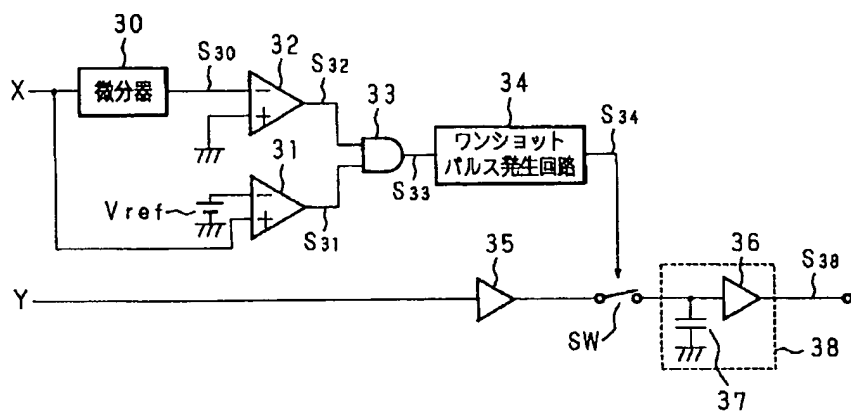 30
S30
32
S32
X
微分器
33
34
ワンショット
パルス発生回路
S34
S33
31
Vref
S31
35
36
S38
Y
SW
37
38